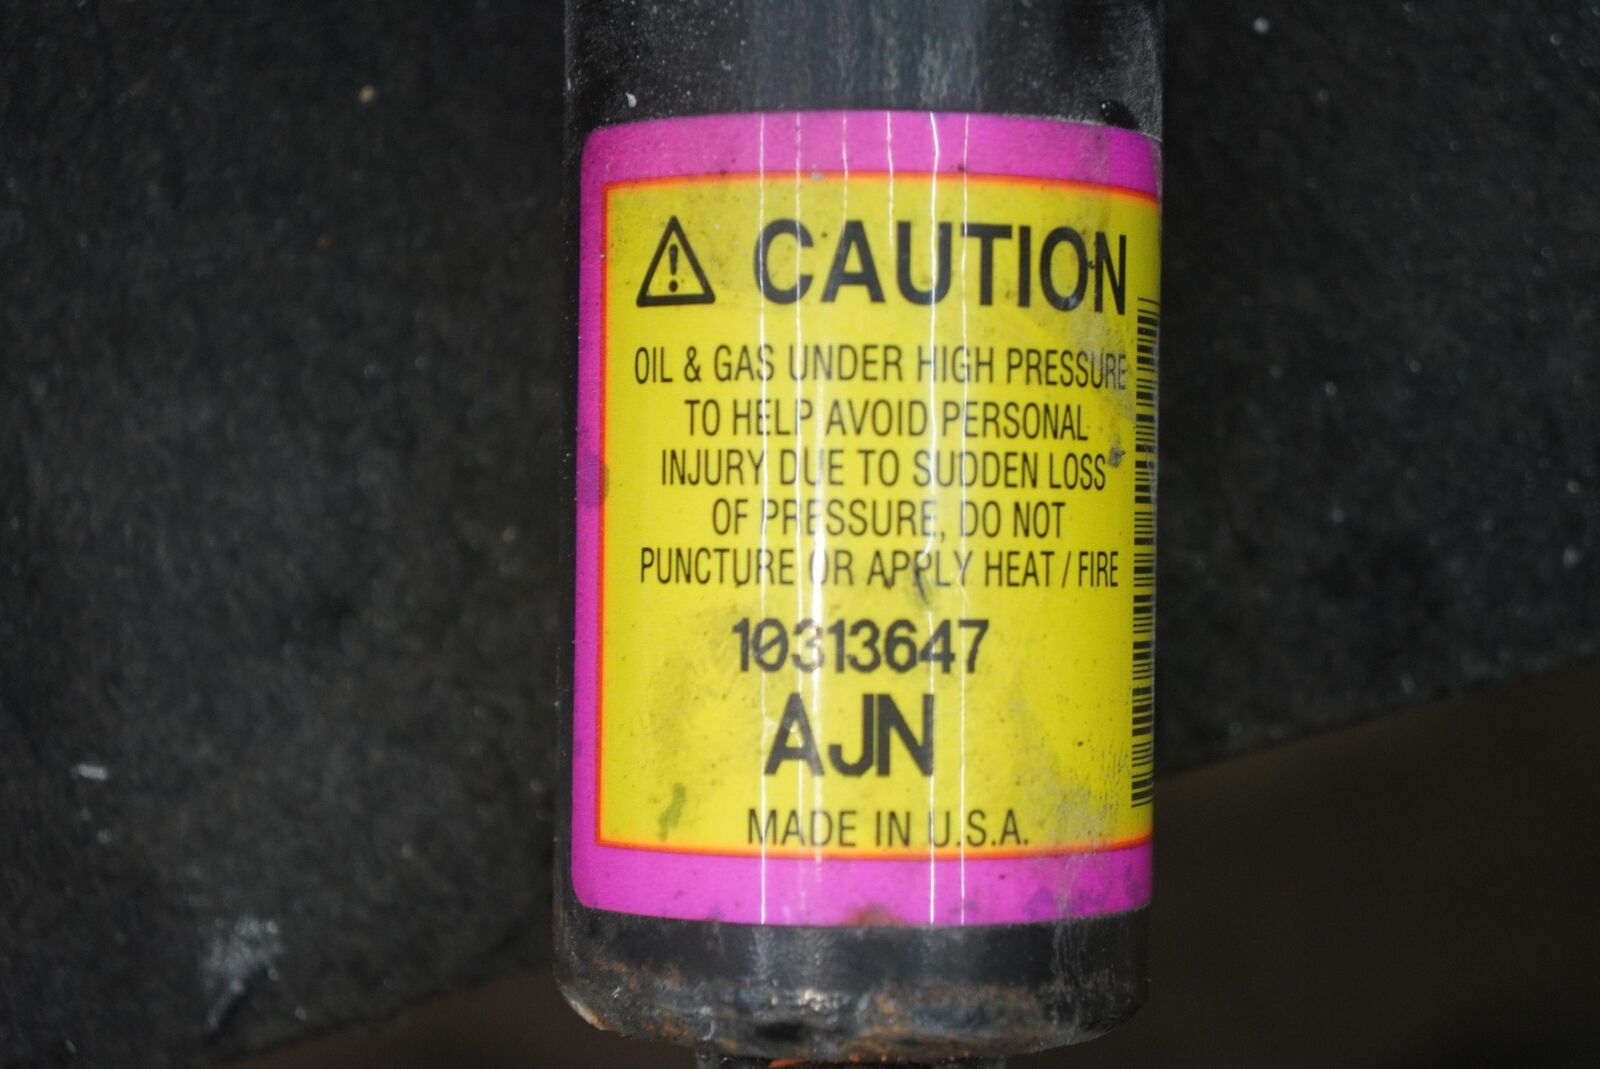 CAUTION
OIL & GAS UNDER HIGH PRESSURE
TO HELP AVOID PERSONAL
INJURY DUE TO SUDDEN LOSS
OF PRESSURE, DO NOT
PUNCTURE OR APPLY HEAT / FIRE
10313647
AJN
MADE IN U.S.A.